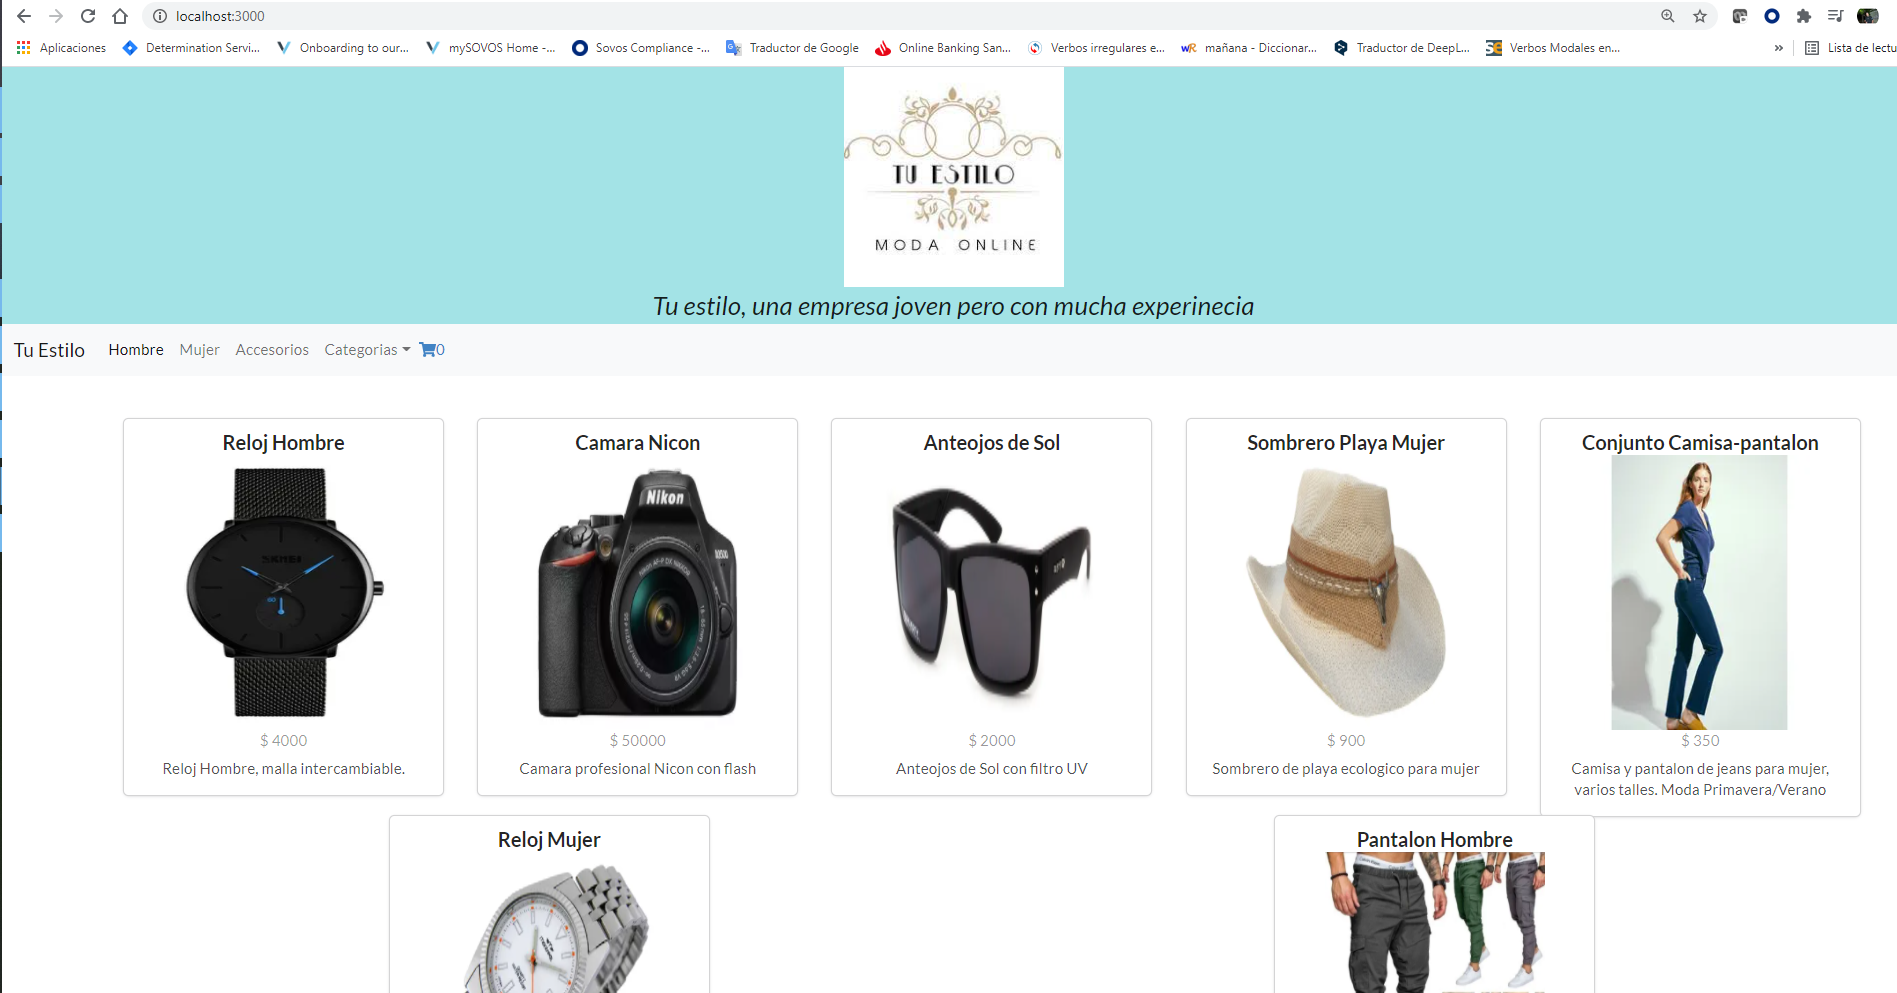 localhost:3000
Aplicaciones Determination Servi... Onboarding to our... mySOVOS Home -... Sovos Compliance -... Traductor de Google Online Banking San... Verbos irregulares e... mañana - Diccionar... Traductor de DeepL... Verbos Modales en... » Lista de lectu
TU ESTILO
MODA ONLINE
Tu estilo, una empresa joven pero con mucha experinecia
Tu Estilo Hombre Mujer Accesorios Categorias 0
Reloj Hombre
SKMEI
$ 4000
Reloj Hombre, malla intercambiable.
Camara Nicon
Nikon
$ 50000
Camara profesional Nicon con flash
Anteojos de Sol
$ 2000
Anteojos de Sol con filtro UV
Sombrero Playa Mujer
$ 900
Sombrero de playa ecologico para mujer
Conjunto Camisa-pantalon
$ 350
Camisa y pantalon de jeans para mujer,
varios talles. Moda Primavera/Verano
Reloj Mujer
Pantalon Hombre